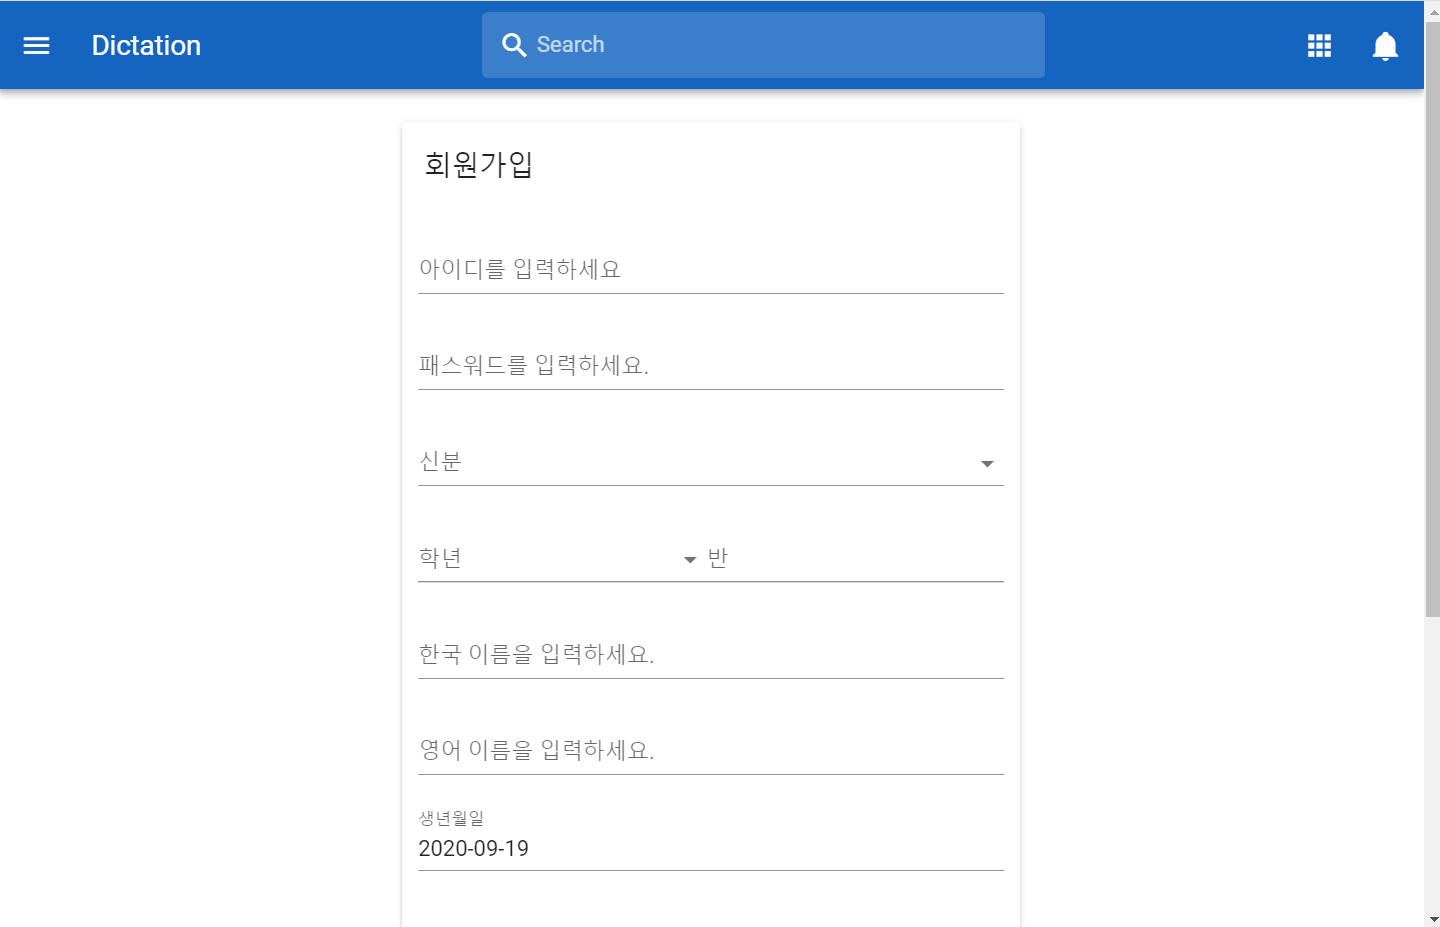 Dictation
Search
회원가입
아이디를 입력하세요
패스워드를 입력하세요.
신분
학년 반
한국 이름을 입력하세요.
영어 이름을 입력하세요.
생년월일
2020-09-19